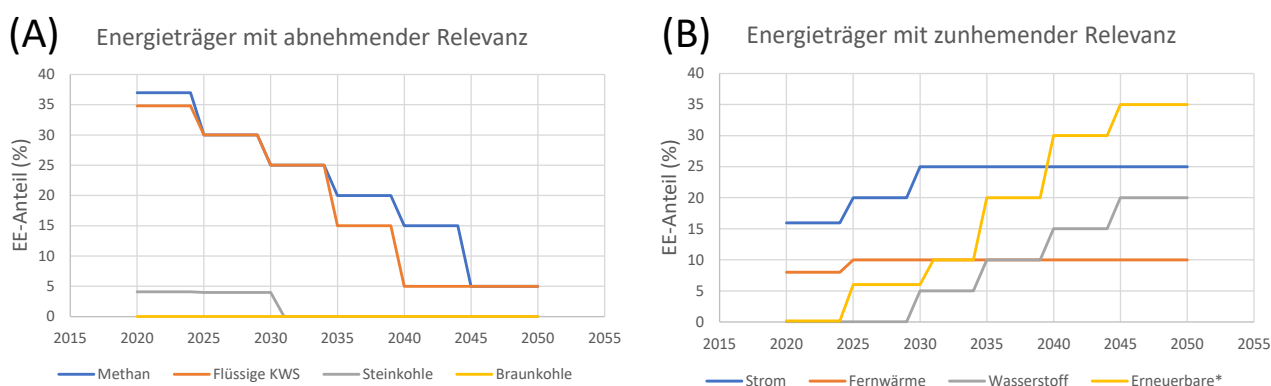 (A) Energieträger mit abnehmender Relevanz
EE-Anteil (%)
40
35
30
25
20
15
10
5
0
2015 2020 2025 2030 2035 2040 2045 2050 2055
Methan Flüssige KWS Steinkohle Braunkohle
(B) Energieträger mit zunhemender Relevanz
EE-Anteil (%)
40
35
30
25
20
15
10
5
0
2015 2020 2025 2030 2035 2040 2045 2050 2055
Strom Fernwärme Wasserstoff Erneuerbare*